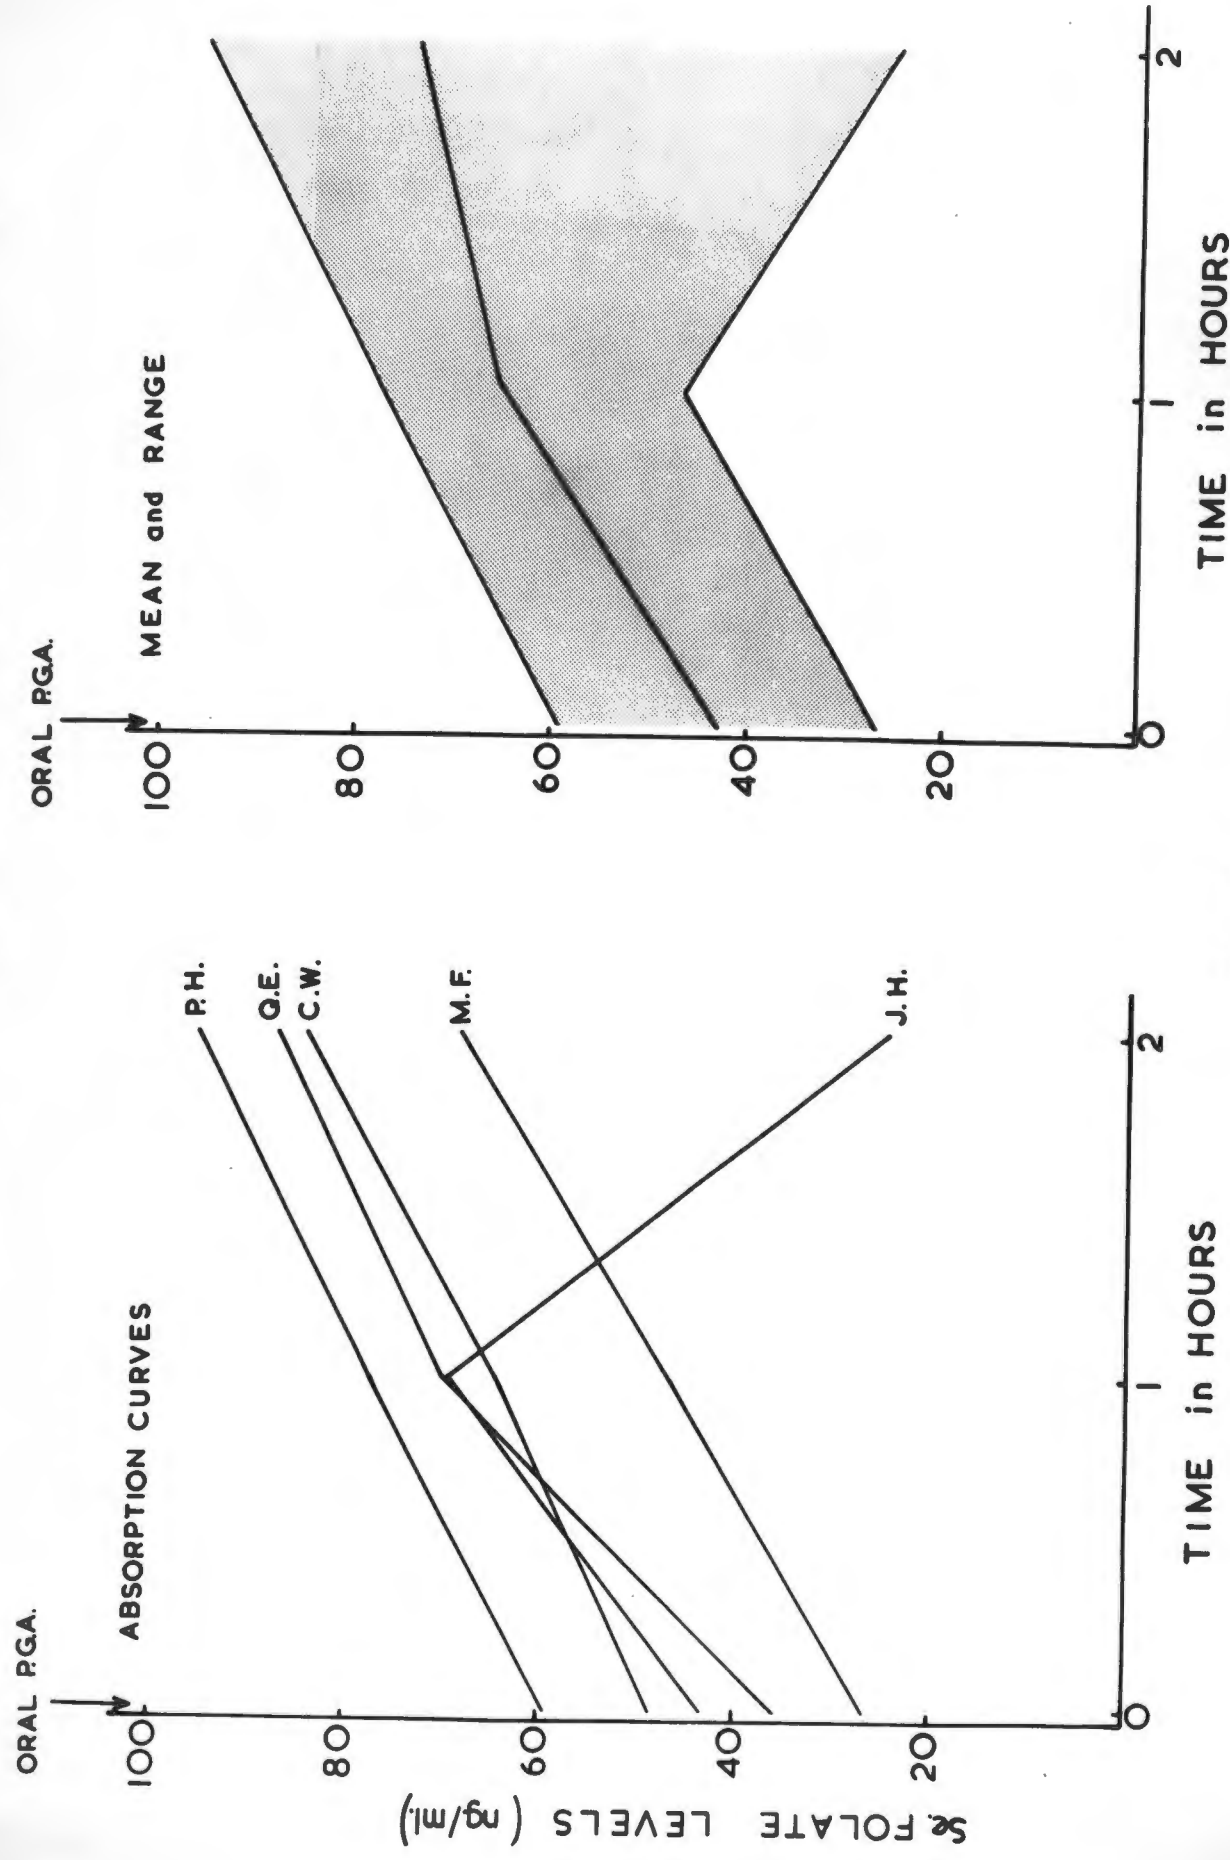 ORAL P.G.A.
ABSORPTION CURVES
100
80
60
40
20
0
1
2
Se. FOLATE LEVELS (ng/ml.)
P.H.
Q.E.
C.W.
M.F.
J.H.
TIME in HOURS
ORAL P.G.A.
MEAN and RANGE
100
80
60
40
20
0
1
2
TIME in HOURS